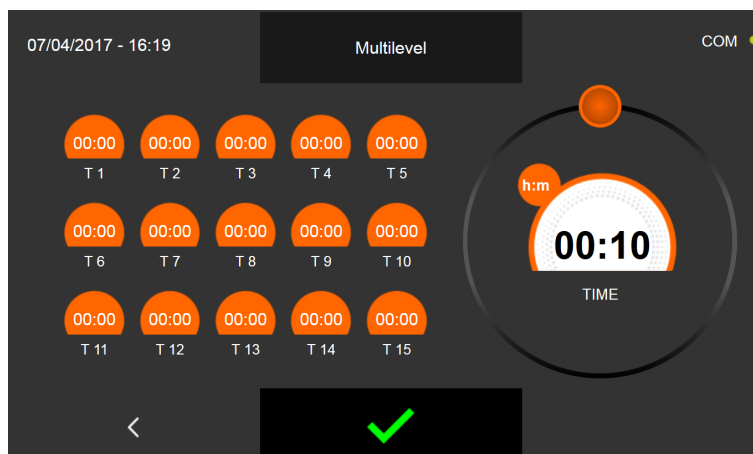 07/04/2017 - 16:19
Multilevel
COM
00:00 00:00 00:00 00:00 00:00
T 1 T 2 T 3 T 4 T 5
00:00 00:00 00:00 00:00 00:00
T 6 T 7 T 8 T 9 T 10
00:00 00:00 00:00 00:00 00:00
T 11 T 12 T 13 T 14 T 15
h:m
00:10
TIME